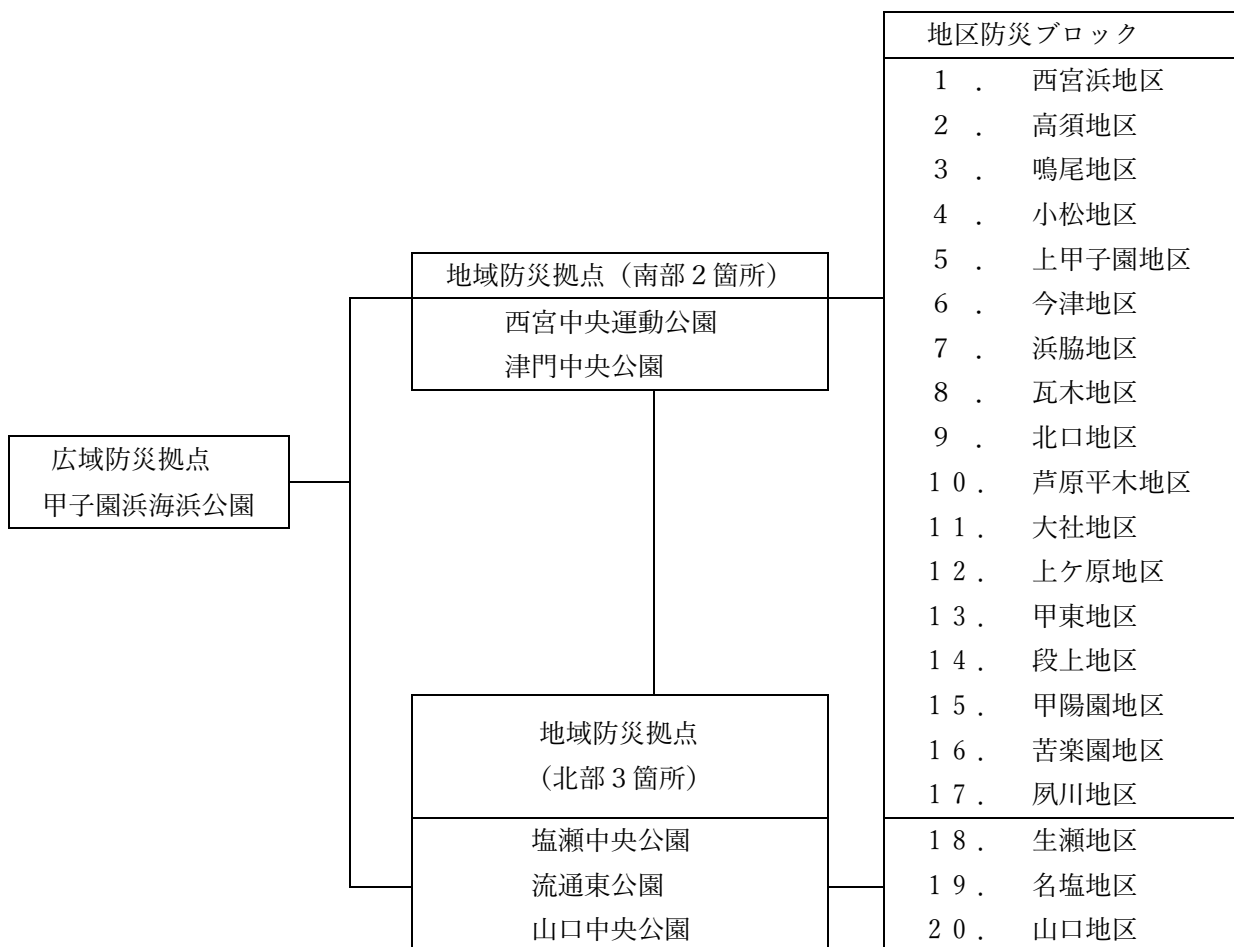 広域防災拠点
甲子園浜海浜公園
地域防災拠点（南部２箇所）
西宮中央運動公園
津門中央公園
地域防災拠点
（北部３箇所）
塩瀬中央公園
流通東公園
山口中央公園
地区防災ブロック
１．　西宮浜地区
２．　高須地区
３．　鳴尾地区
４．　小松地区
５．　上甲子園地区
６．　今津地区
７．　浜脇地区
８．　瓦木地区
９．　北口地区
１０．　芦原平木地区
１１．　大社地区
１２．　上ケ原地区
１３．　甲東地区
１４．　段上地区
１５．　甲陽園地区
１６．　苦楽園地区
１７．　夙川地区
１８．　生瀬地区
１９．　名塩地区
２０．　山口地区